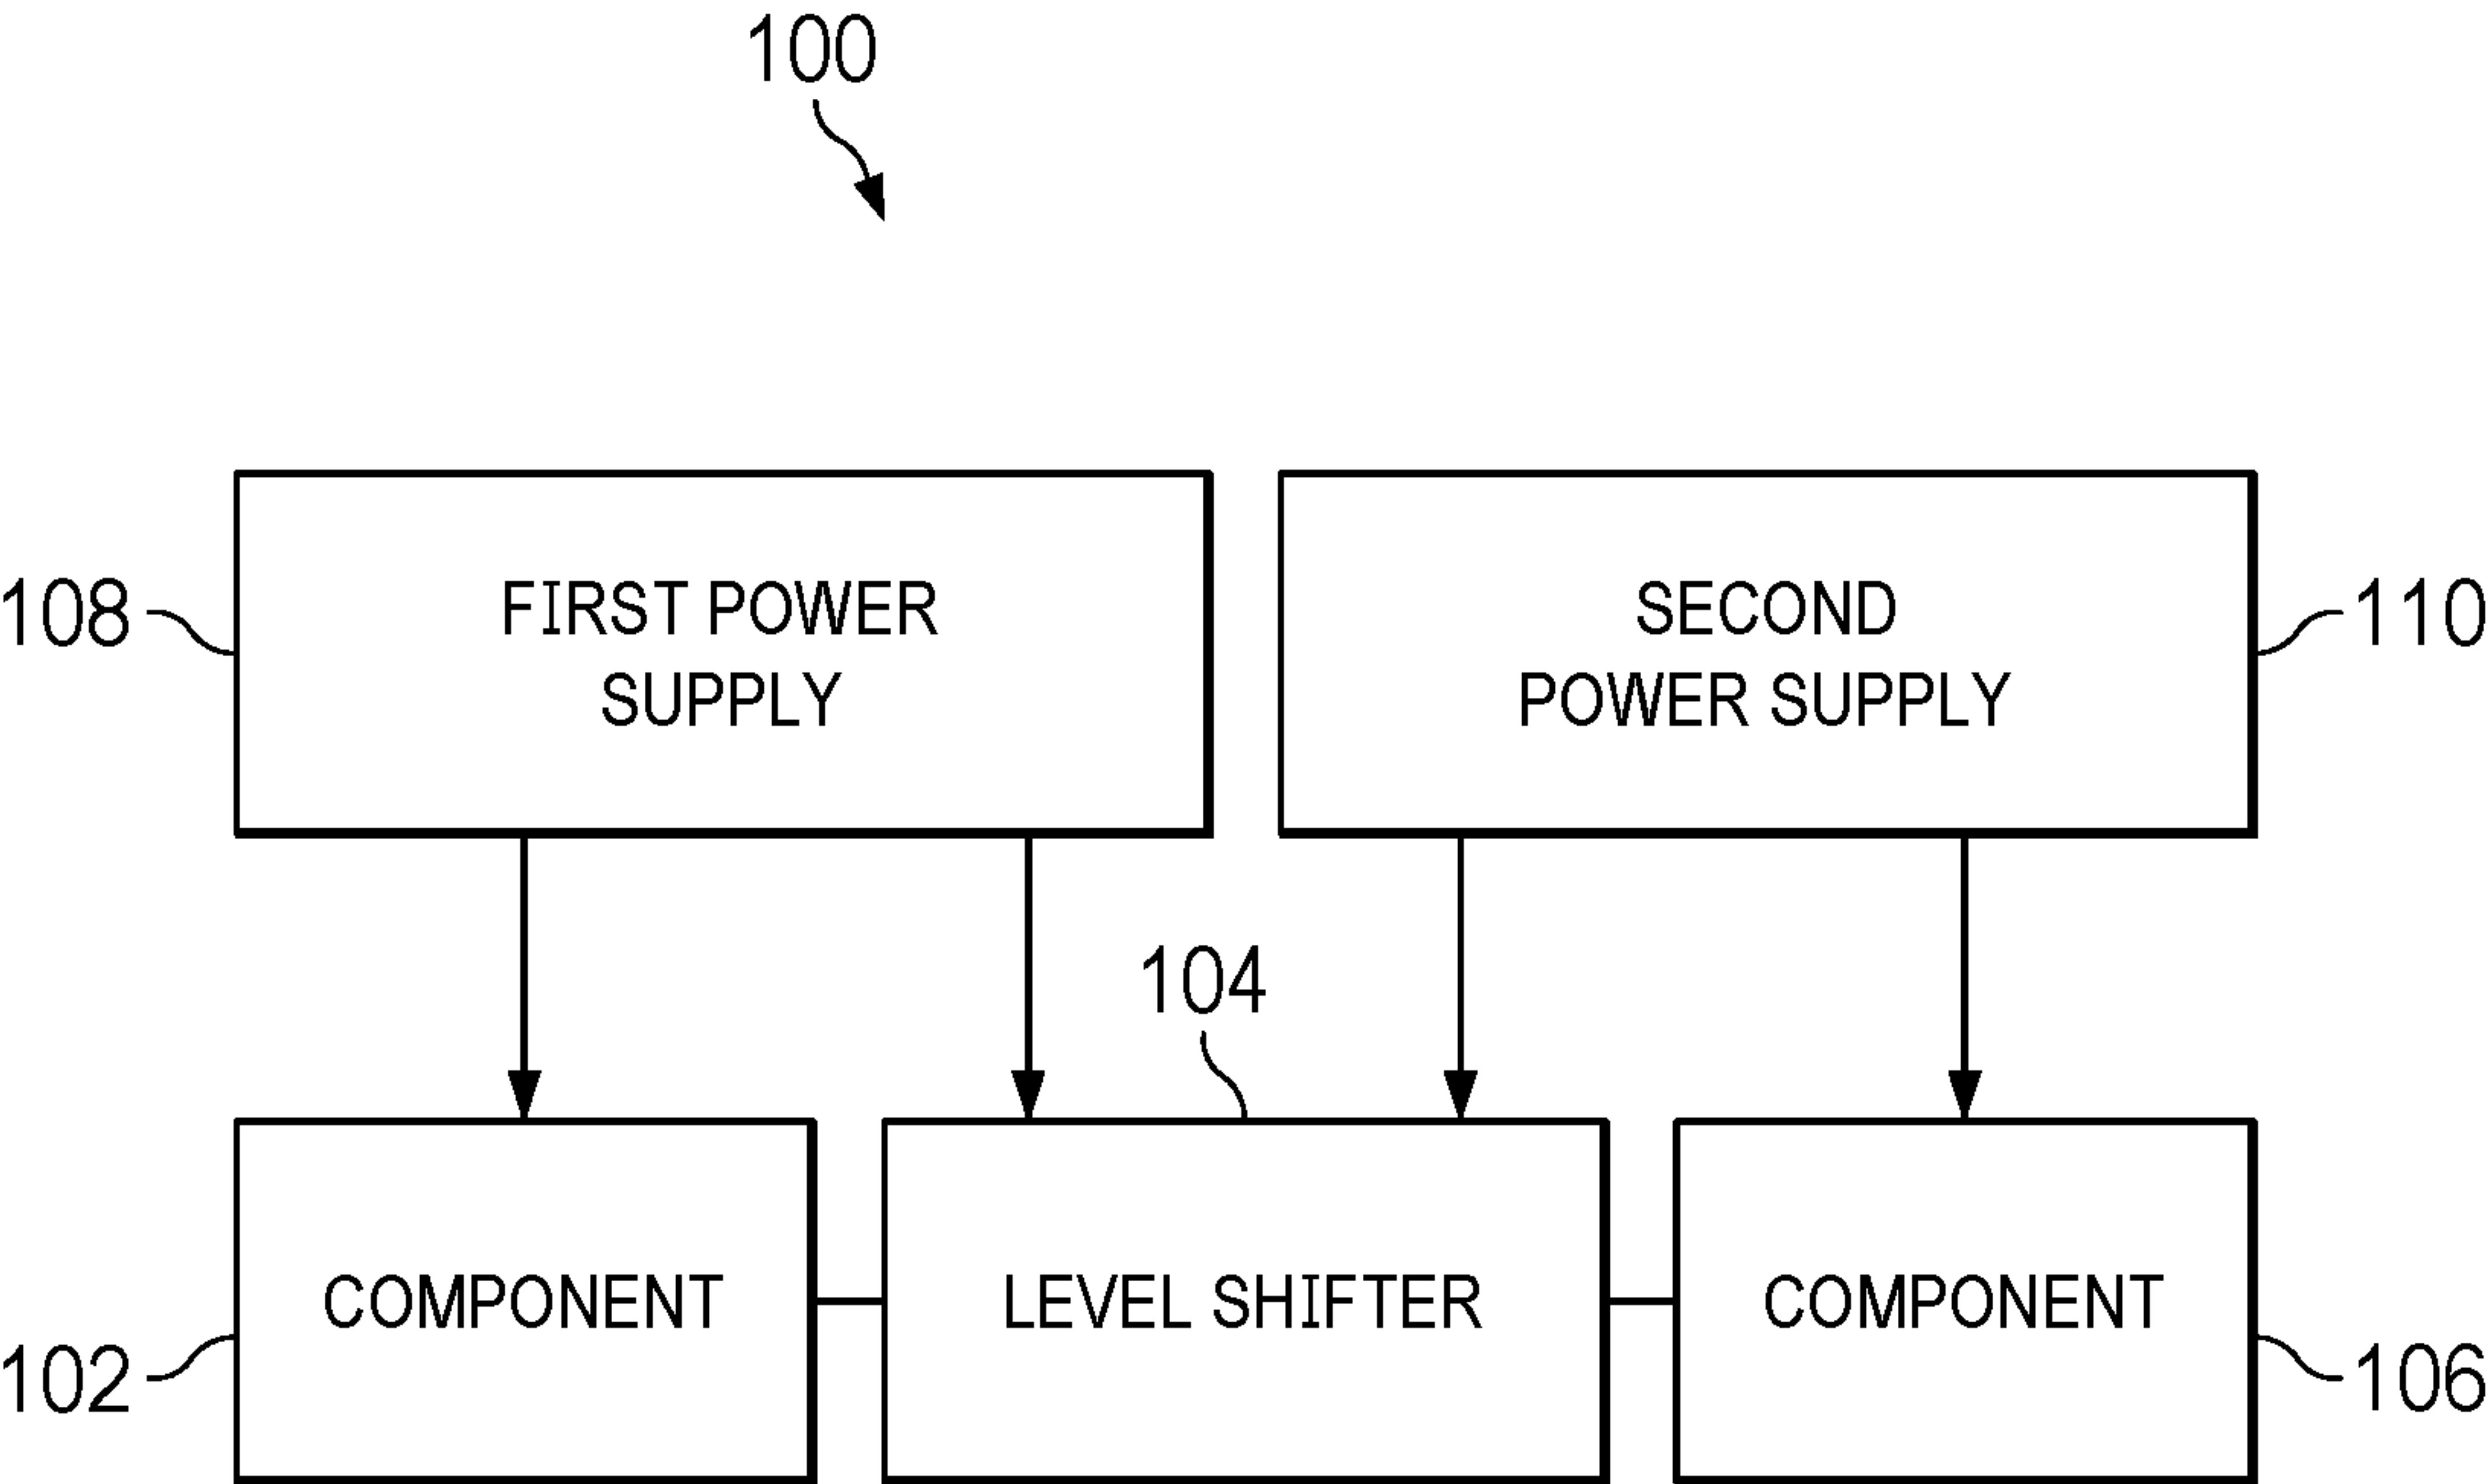 100
108
FIRST POWER
SUPPLY
SECOND
POWER SUPPLY
110
104
COMPONENT
LEVEL SHIFTER
COMPONENT
102
106